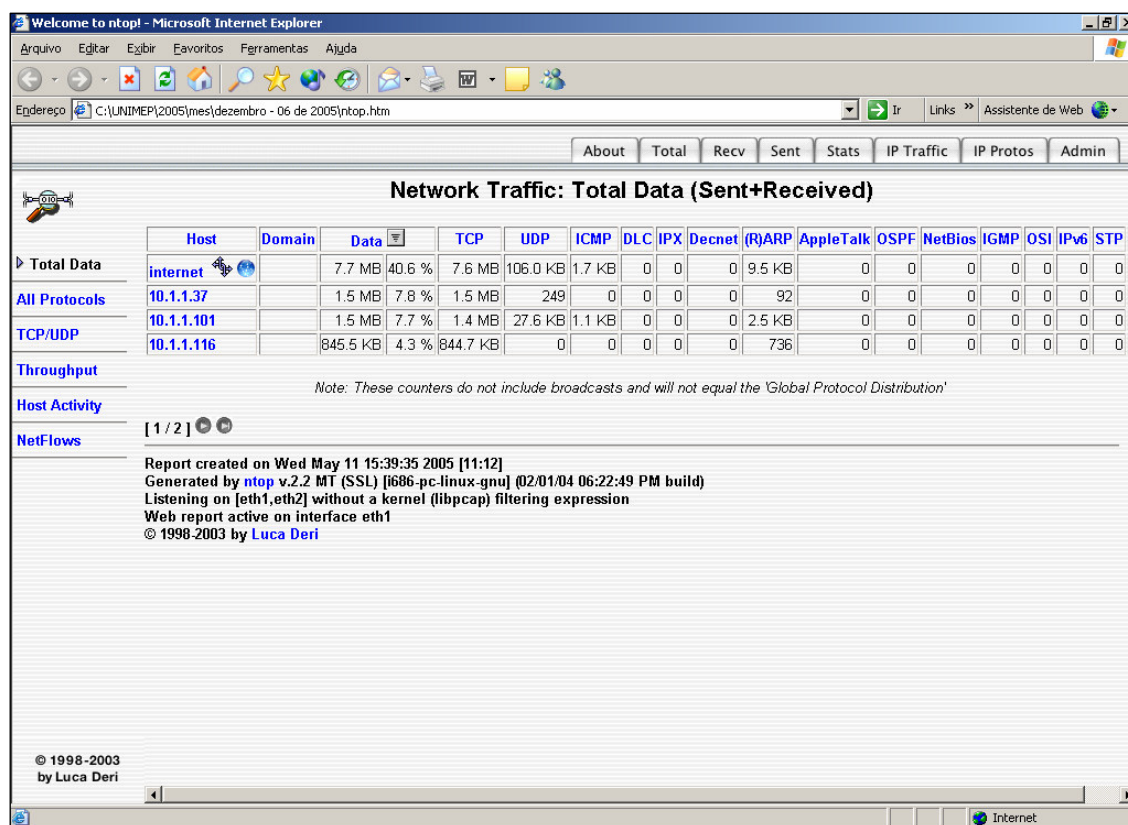 Welcome to ntop! - Microsoft Internet Explorer
Arquivo Editar Exibir Favoritos Ferramentas Ajuda
Endereço C:\UNIMEP\2005\mes\dezembro - 06 de 2005\ntop.htm Ir Links » Assistente de Web
About Total Recv Sent Stats IP Traffic IP Protos Admin
Network Traffic: Total Data (Sent+Received)
Total Data
All Protocols
TCP/UDP
Throughput
Host Activity
NetFlows
Host Domain Data TCP UDP ICMP DLC IPX Decnet (R)ARP AppleTalk OSPF NetBios IGMP OSI IPv6 STP
internet 7.7 MB 40.6 % 7.6 MB 106.0 KB 1.7 KB 0 0 0 9.5 KB 0 0 0 0 0 0 0
10.1.1.37 1.5 MB 7.8 % 1.5 MB 249 0 0 0 0 92 0 0 0 0 0 0 0
10.1.1.101 1.5 MB 7.7 % 1.4 MB 27.6 KB 1.1 KB 0 0 0 2.5 KB 0 0 0 0 0 0 0
10.1.1.116 845.5 KB 4.3 % 844.7 KB 0 0 0 0 0 736 0 0 0 0 0 0 0
Note: These counters do not include broadcasts and will not equal the 'Global Protocol Distribution'
[ 1 / 2 ]
Report created on Wed May 11 15:39:35 2005 [11:12]
Generated by ntop v.2.2 MT (SSL) [i686-pc-linux-gnu] (02/01/04 06:22:49 PM build)
Listening on [eth1,eth2] without a kernel (libpcap) filtering expression
Web report active on interface eth1
© 1998-2003 by Luca Deri
© 1998-2003
by Luca Deri
Internet